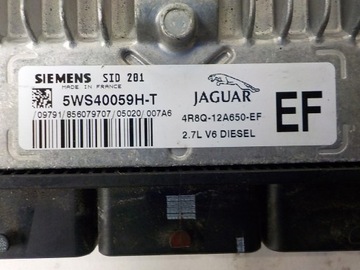 SIEMENS SID 201
MADE IN FRANCE
5WS40059H-T
/09791/856079707/05020/007A6
JAGUAR
4R8Q-12A650-EF
2.7L V6 DIESEL
EF